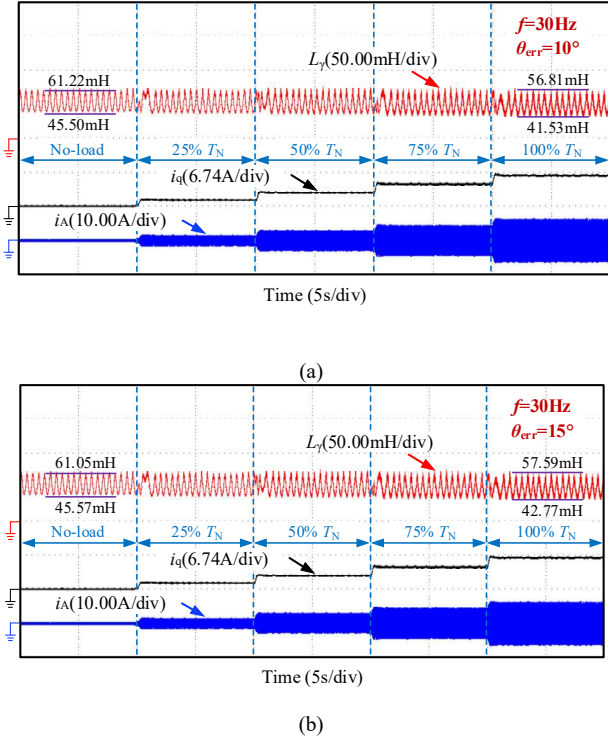 f=30Hz
θerr=10°
Lγ(50.00mH/div)
61.22mH
56.81mH
45.50mH
41.53mH
No-load
25% TN
50% TN
75% TN
100% TN
iq(6.74A/div)
iA(10.00A/div)
Time (5s/div)
(a)
f=30Hz
θerr=15°
Lγ(50.00mH/div)
61.05mH
57.59mH
45.57mH
42.77mH
No-load
25% TN
50% TN
75% TN
100% TN
iq(6.74A/div)
iA(10.00A/div)
Time (5s/div)
(b)